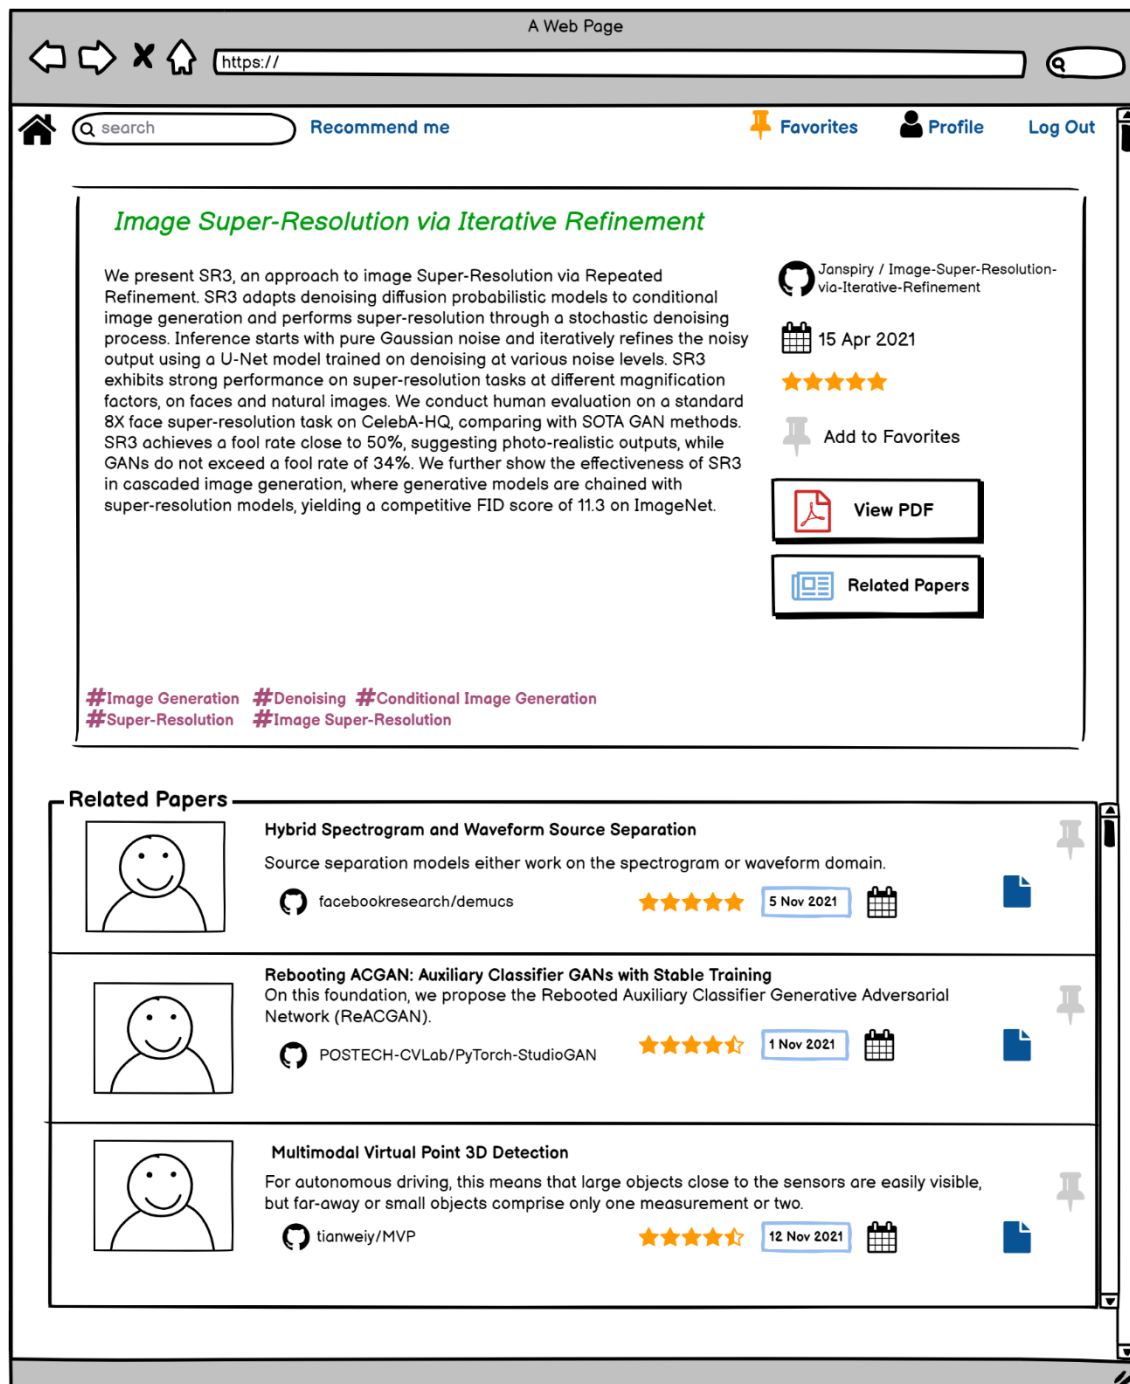 A Web Page
https://
search
Recommend me
Favorites
Profile
Log Out
Image Super-Resolution via Iterative Refinement
We present SR3, an approach to image Super-Resolution via Repeated
Refinement. SR3 adapts denoising diffusion probabilistic models to conditional
image generation and performs super-resolution through a stochastic denoising
process. Inference starts with pure Gaussian noise and iteratively refines the noisy
output using a U-Net model trained on denoising at various noise levels. SR3
exhibits strong performance on super-resolution tasks at different magnification
factors, on faces and natural images. We conduct human evaluation on a standard
8X face super-resolution task on CelebA-HQ, comparing with SOTA GAN methods.
SR3 achieves a fool rate close to 50%, suggesting photo-realistic outputs, while
GANs do not exceed a fool rate of 34%. We further show the effectiveness of SR3
in cascaded image generation, where generative models are chained with
super-resolution models, yielding a competitive FID score of 11.3 on ImageNet.
Janspiry / Image-Super-Resolution-
via-Iterative-Refinement
15 Apr 2021
Add to Favorites
View PDF
Related Papers
#Image Generation #Denoising #Conditional Image Generation
#Super-Resolution #Image Super-Resolution
Related Papers
Hybrid Spectrogram and Waveform Source Separation
Source separation models either work on the spectrogram or waveform domain.
facebookresearch/demucs
5 Nov 2021
Rebooting ACGAN: Auxiliary Classifier GANs with Stable Training
On this foundation, we propose the Rebooted Auxiliary Classifier Generative Adversarial
Network (ReACGAN).
POSTECH-CVLab/PyTorch-StudioGAN
1 Nov 2021
Multimodal Virtual Point 3D Detection
For autonomous driving, this means that large objects close to the sensors are easily visible,
but far-away or small objects comprise only one measurement or two.
tianweiy/MVP
12 Nov 2021